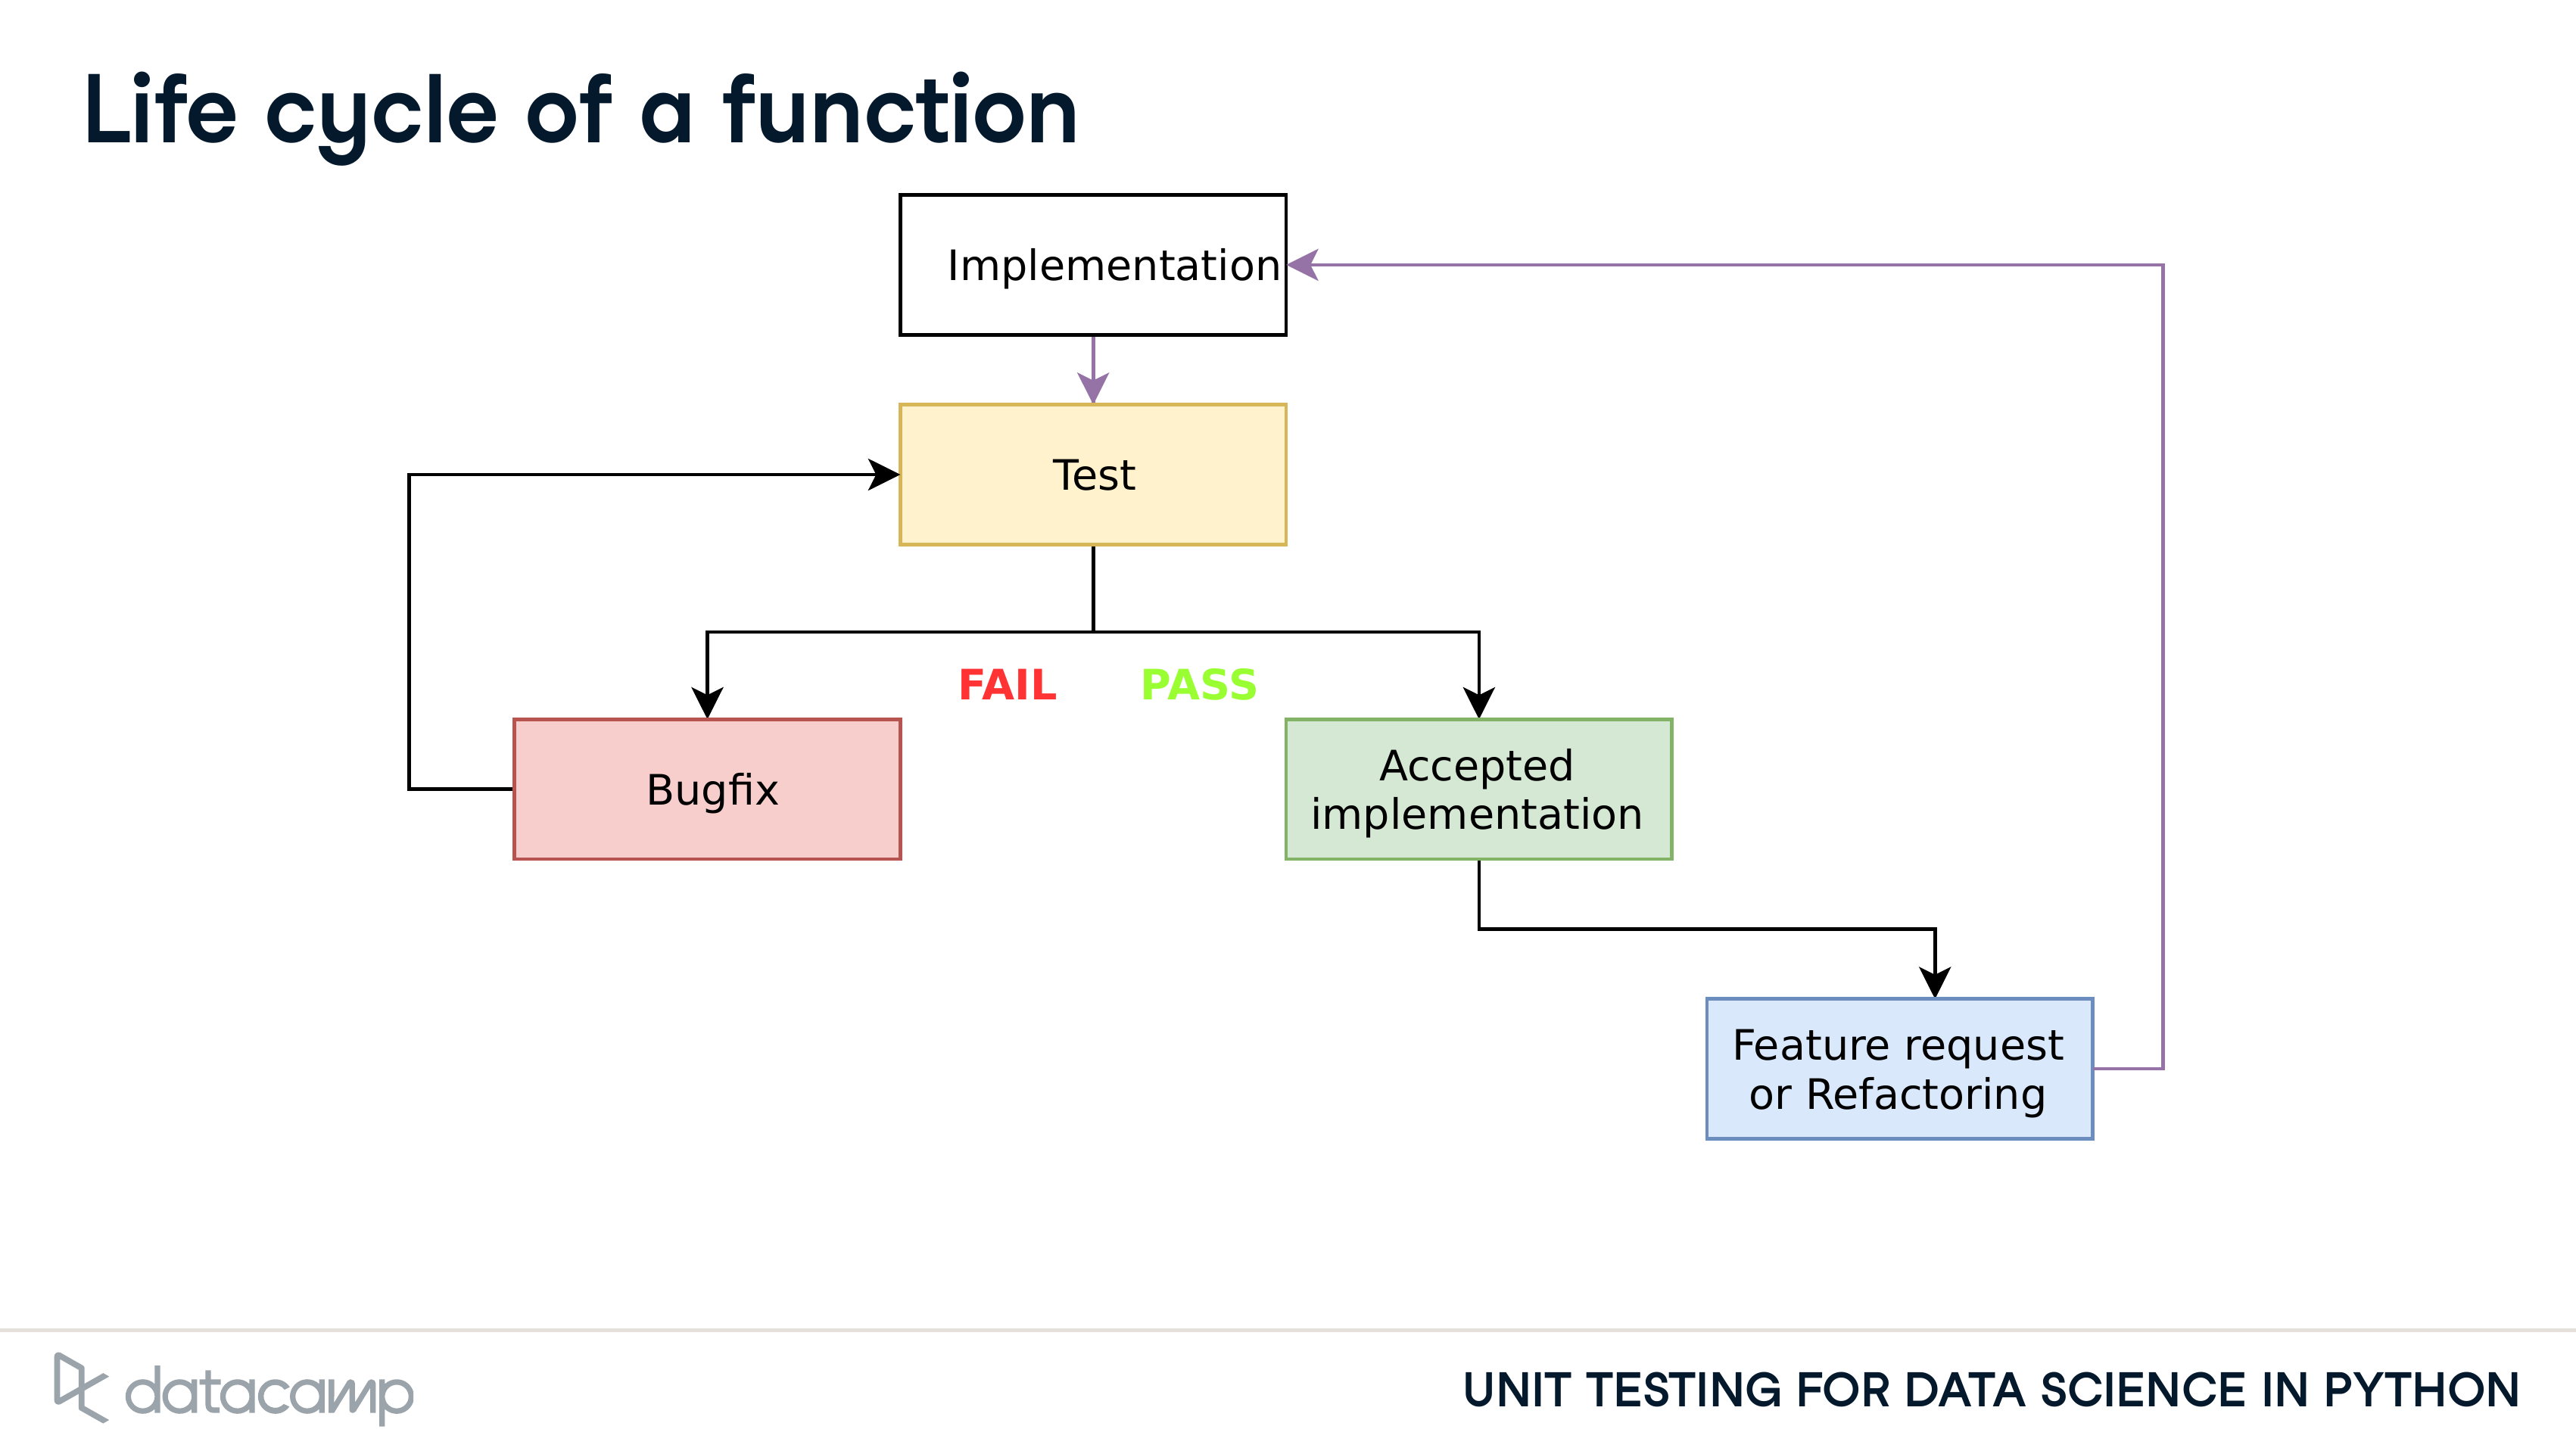 Life cycle of a function
Implementation
Test
FAIL
PASS
Bugfix
Accepted
implementation
Feature request
or Refactoring
datacamp
UNIT TESTING FOR DATA SCIENCE IN PYTHON